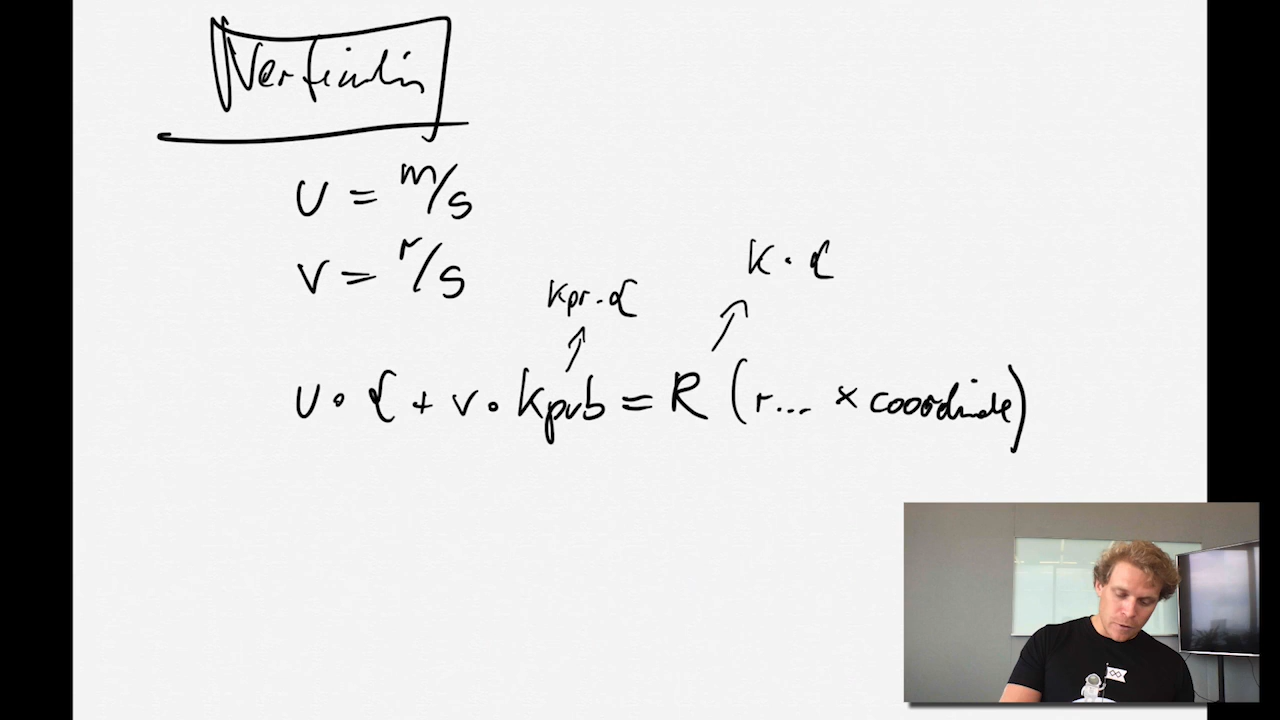 Verification
U = m/s
V = r/s
K · G
Kpr · G
U · G + V · Kpub = R (r... x coordinate)